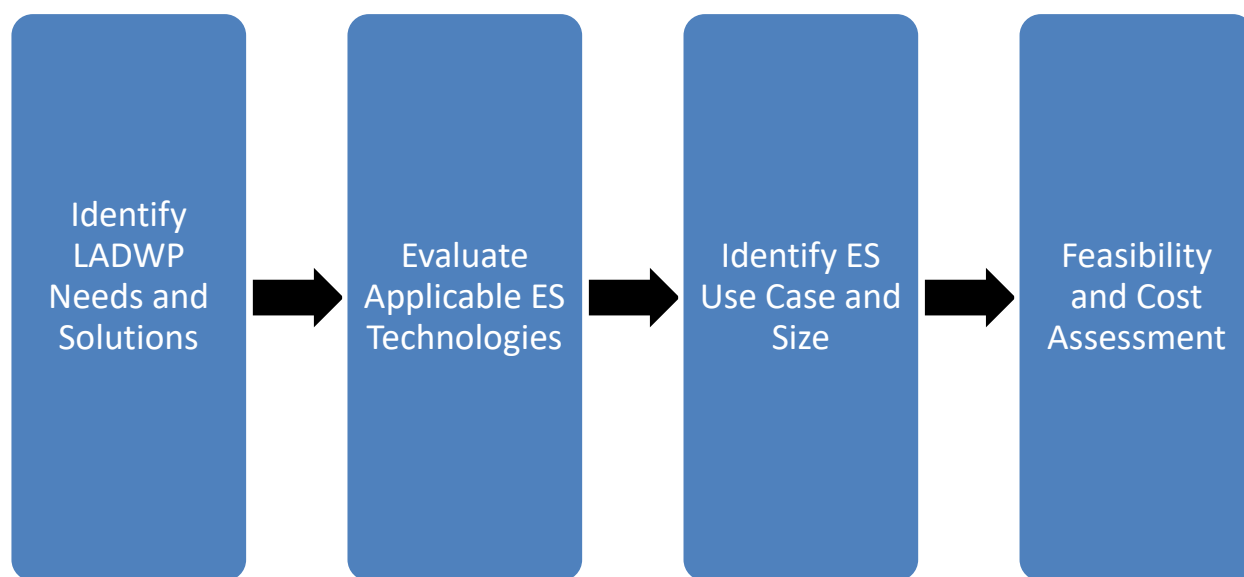 Identify
LADWP
Needs and
Solutions
Evaluate
Applicable ES
Technologies
Identify ES
Use Case and
Size
Feasibility
and Cost
Assessment